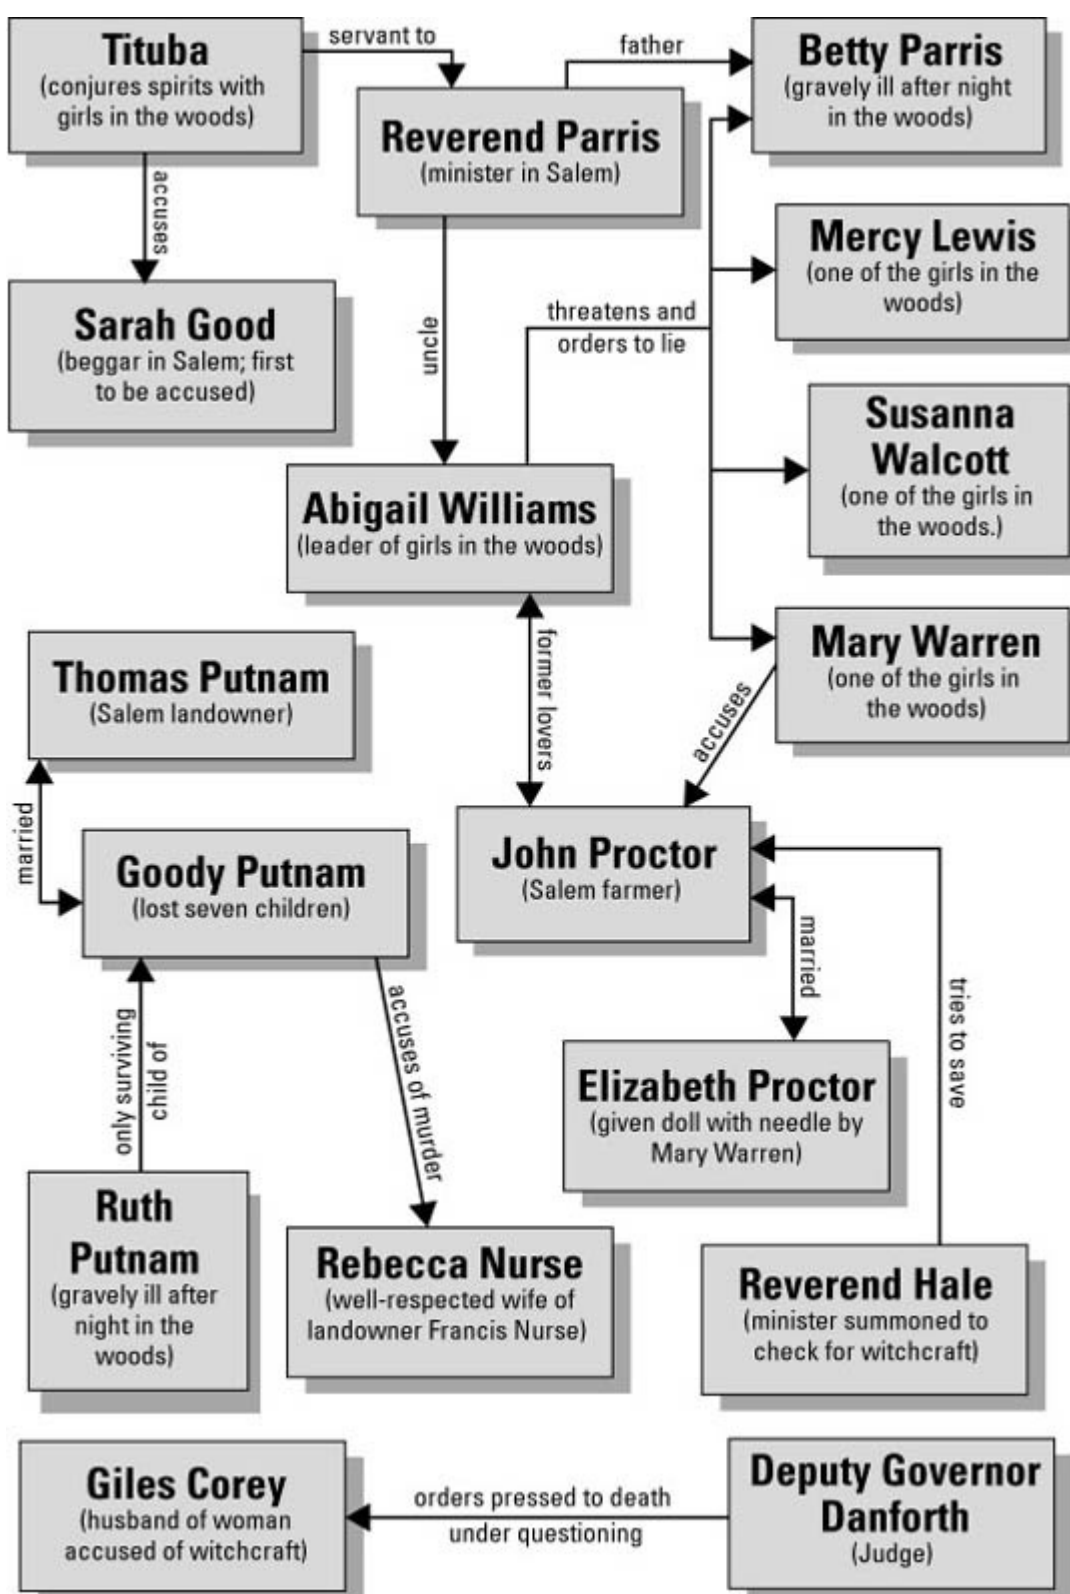 Tituba
(conjures spirits with
girls in the woods)
servant to
Reverend Parris
(minister in Salem)
father
Betty Parris
(gravely ill after night
in the woods)
accuses
Sarah Good
(beggar in Salem; first
to be accused)
uncle
threatens and
orders to lie
Mercy Lewis
(one of the girls in the
woods)
Susanna
Walcott
(one of the girls in
the woods.)
Abigail Williams
(leader of girls in the woods)
Mary Warren
(one of the girls in
the woods)
former lovers
accuses
Thomas Putnam
(Salem landowner)
married
Goody Putnam
(lost seven children)
John Proctor
(Salem farmer)
married
tries to save
only surviving
child of
accuses of murder
Elizabeth Proctor
(given doll with needle by
Mary Warren)
Ruth
Putnam
(gravely ill after
night in the
woods)
Rebecca Nurse
(well-respected wife of
landowner Francis Nurse)
Reverend Hale
(minister summoned to
check for witchcraft)
Giles Corey
(husband of woman
accused of witchcraft)
orders pressed to death
under questioning
Deputy Governor
Danforth
(Judge)